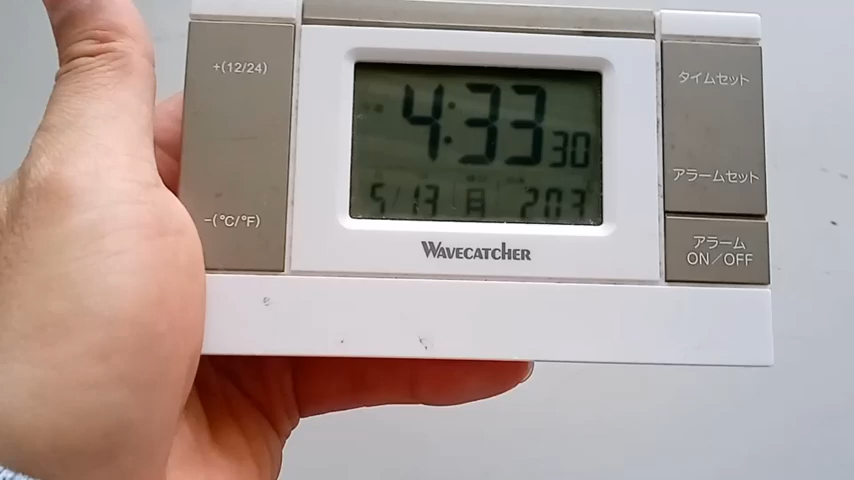 +(12/24)
-(°C/°F)
4:33 30
5/13 月 20.3
WAVECATCHER
タイムセット
アラームセット
アラーム
ON/OFF